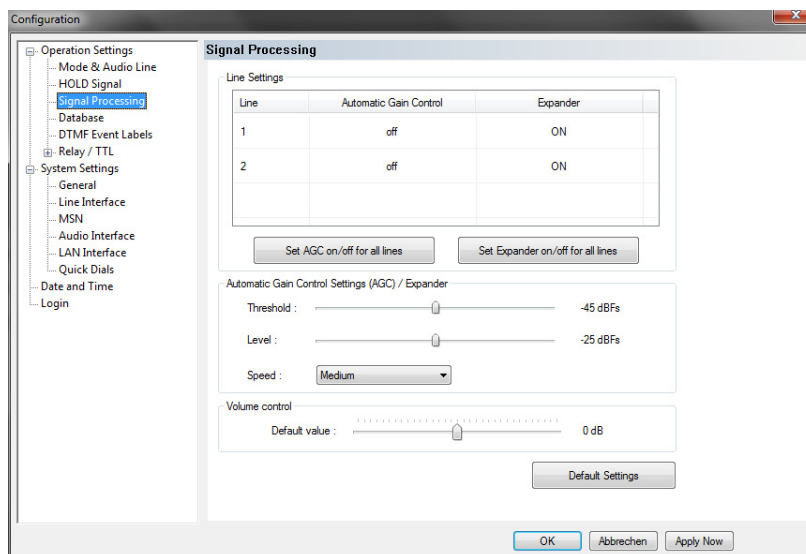 Configuration
Operation Settings
Mode & Audio Line
HOLD Signal
Signal Processing
Database
DTMF Event Labels
Relay / TTL
System Settings
General
Line Interface
MSN
Audio Interface
LAN Interface
Quick Dials
Date and Time
Login
Signal Processing
Line Settings
Line Automatic Gain Control Expander
1 off ON
2 off ON
Set AGC on/off for all lines Set Expander on/off for all lines
Automatic Gain Control Settings (AGC) / Expander
Threshold : -45 dBFs
Level : -25 dBFs
Speed : Medium
Volume control
Default value : 0 dB
Default Settings
OK Abbrechen Apply Now